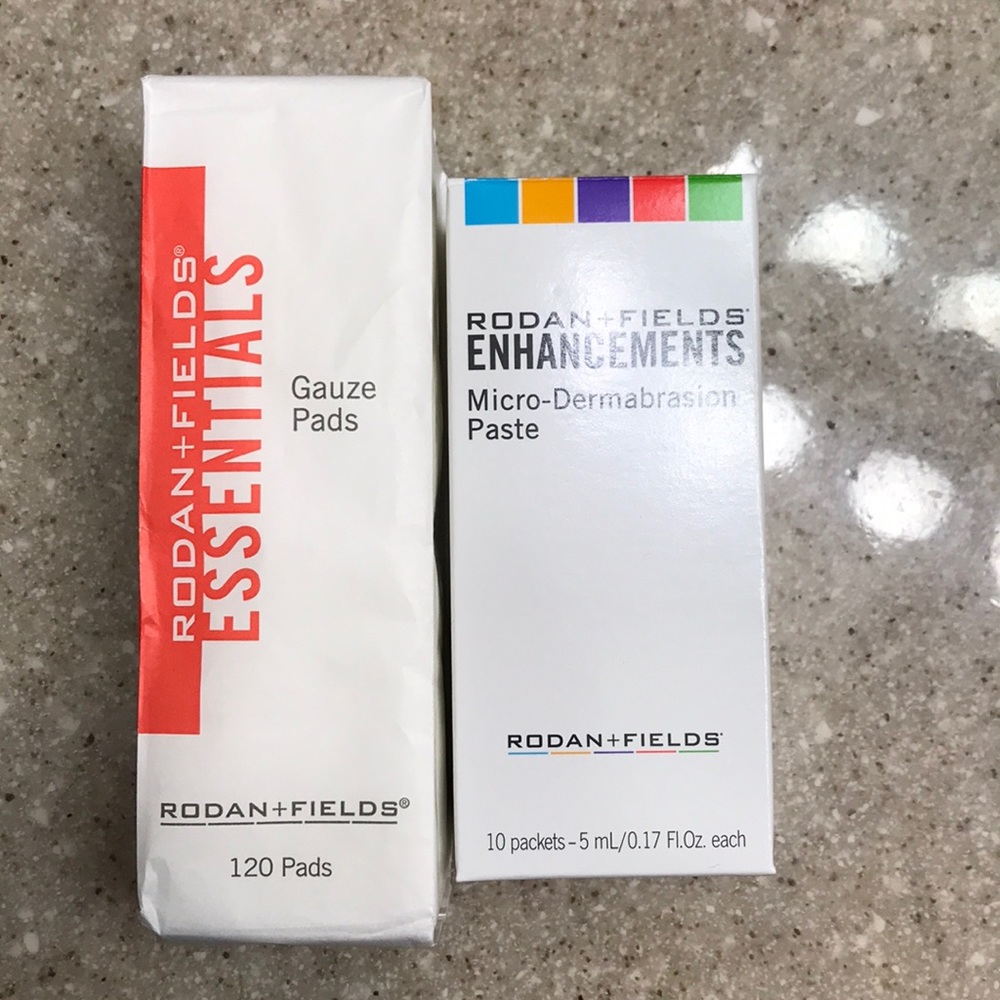 RODAN+FIELDS®
ESSENTIALS
Gauze
Pads
RODAN+FIELDS®
120 Pads
RODAN+FIELDS®
ENHANCEMENTS
Micro-Dermabrasion
Paste
RODAN+FIELDS®
10 packets – 5 mL/0.17 Fl.Oz. each